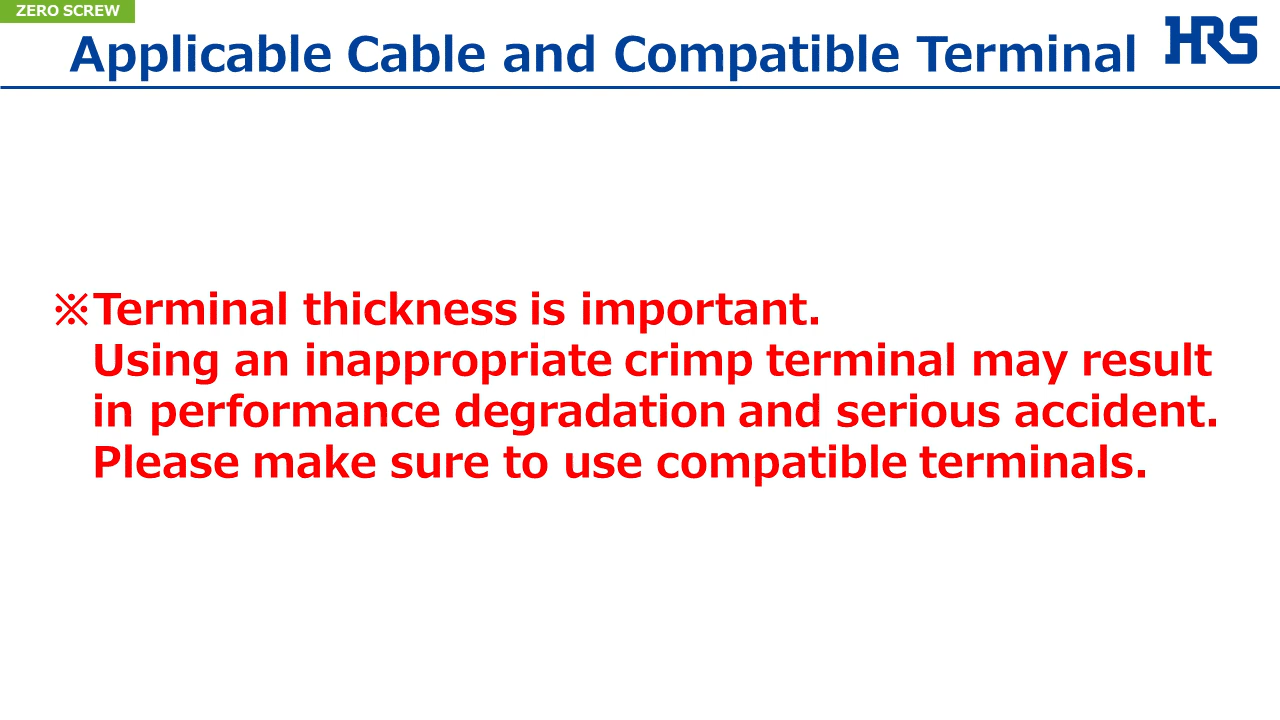 ZERO SCREW
Applicable Cable and Compatible Terminal
HRS
※Terminal thickness is important.
Using an inappropriate crimp terminal may result
in performance degradation and serious accident.
Please make sure to use compatible terminals.